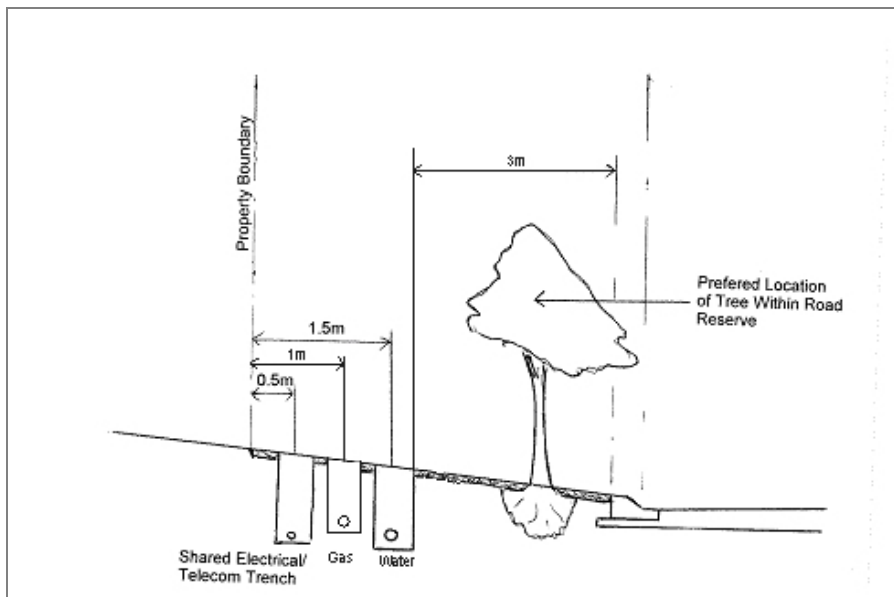 Property Boundary
3m
Prefered Location
of Tree Within Road
Reserve
1.5m
1m
0.5m
Shared Electrical/
Telecom Trench
Gas
Water